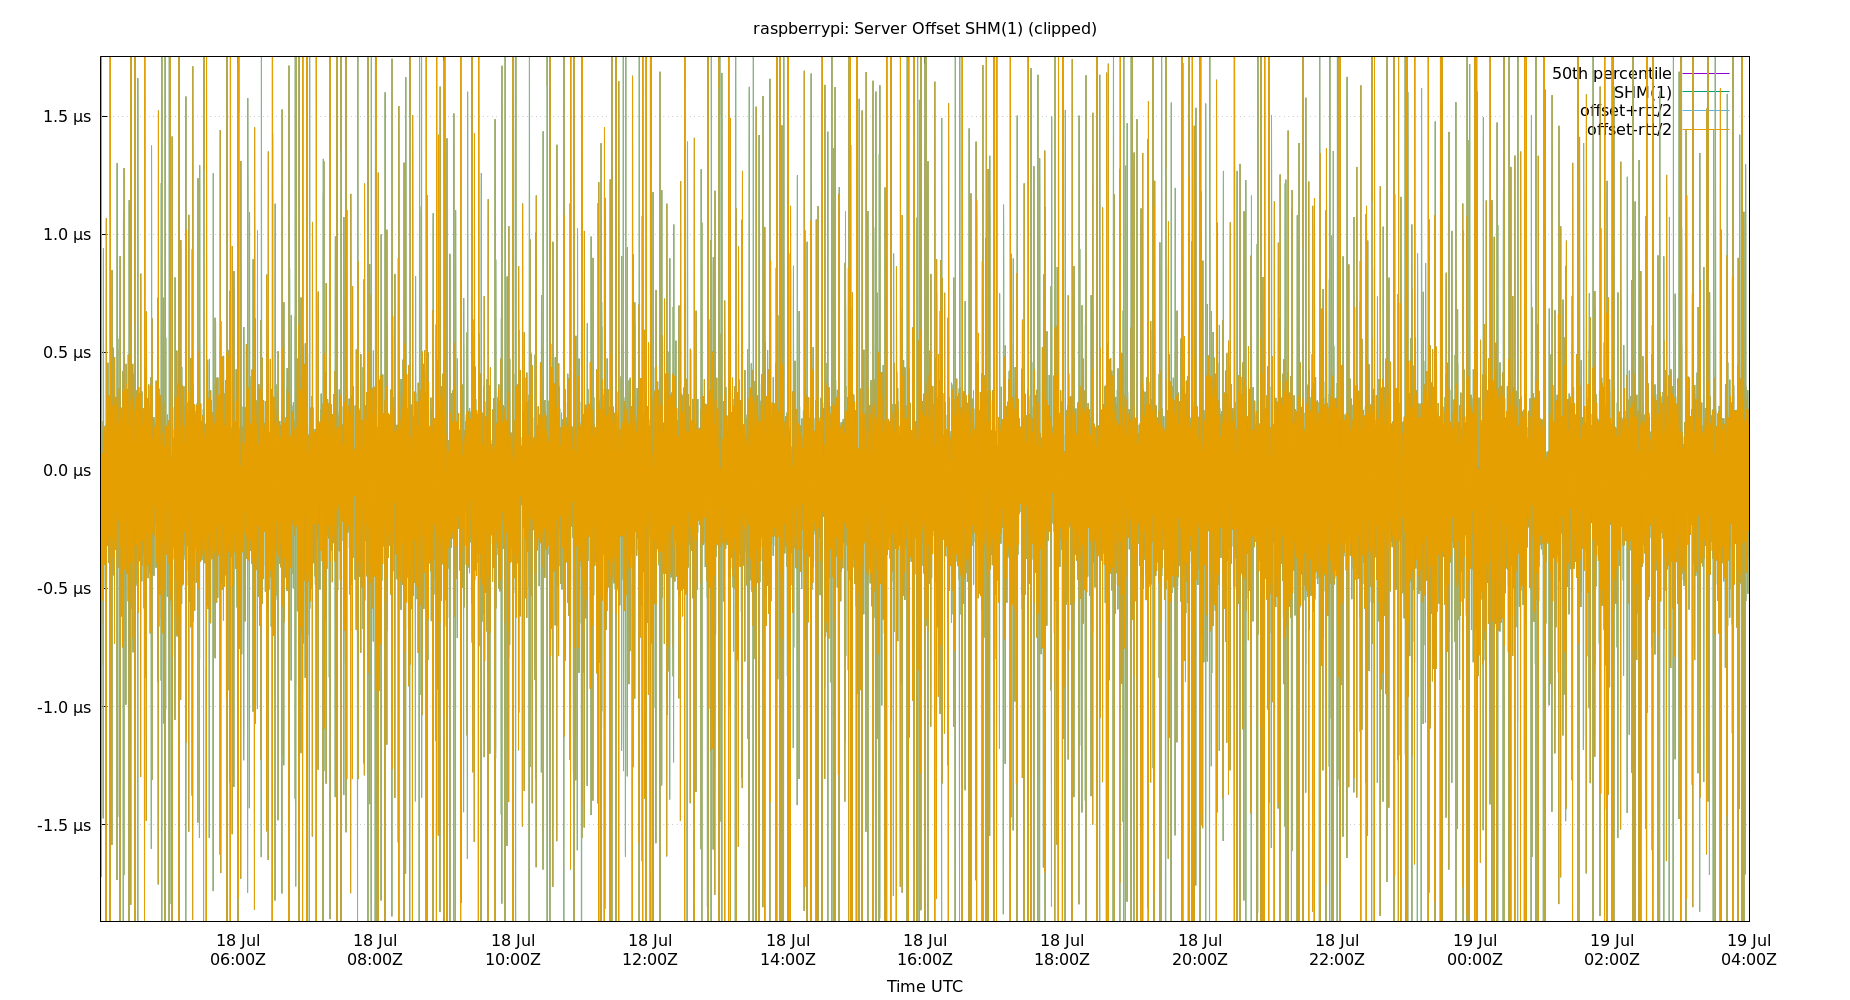 raspberrypi: Server Offset SHM(1) (clipped)
50th percentile
SHM(1)
offset+rtt/2
offset-rtt/2
1.5 µs
1.0 µs
0.5 µs
0.0 µs
-0.5 µs
-1.0 µs
-1.5 µs
18 Jul 18 Jul 18 Jul 18 Jul 18 Jul 18 Jul 18 Jul 18 Jul 18 Jul 19 Jul 19 Jul 19 Jul
06:00Z 08:00Z 10:00Z 12:00Z 14:00Z 16:00Z 18:00Z 20:00Z 22:00Z 00:00Z 02:00Z 04:00Z
Time UTC